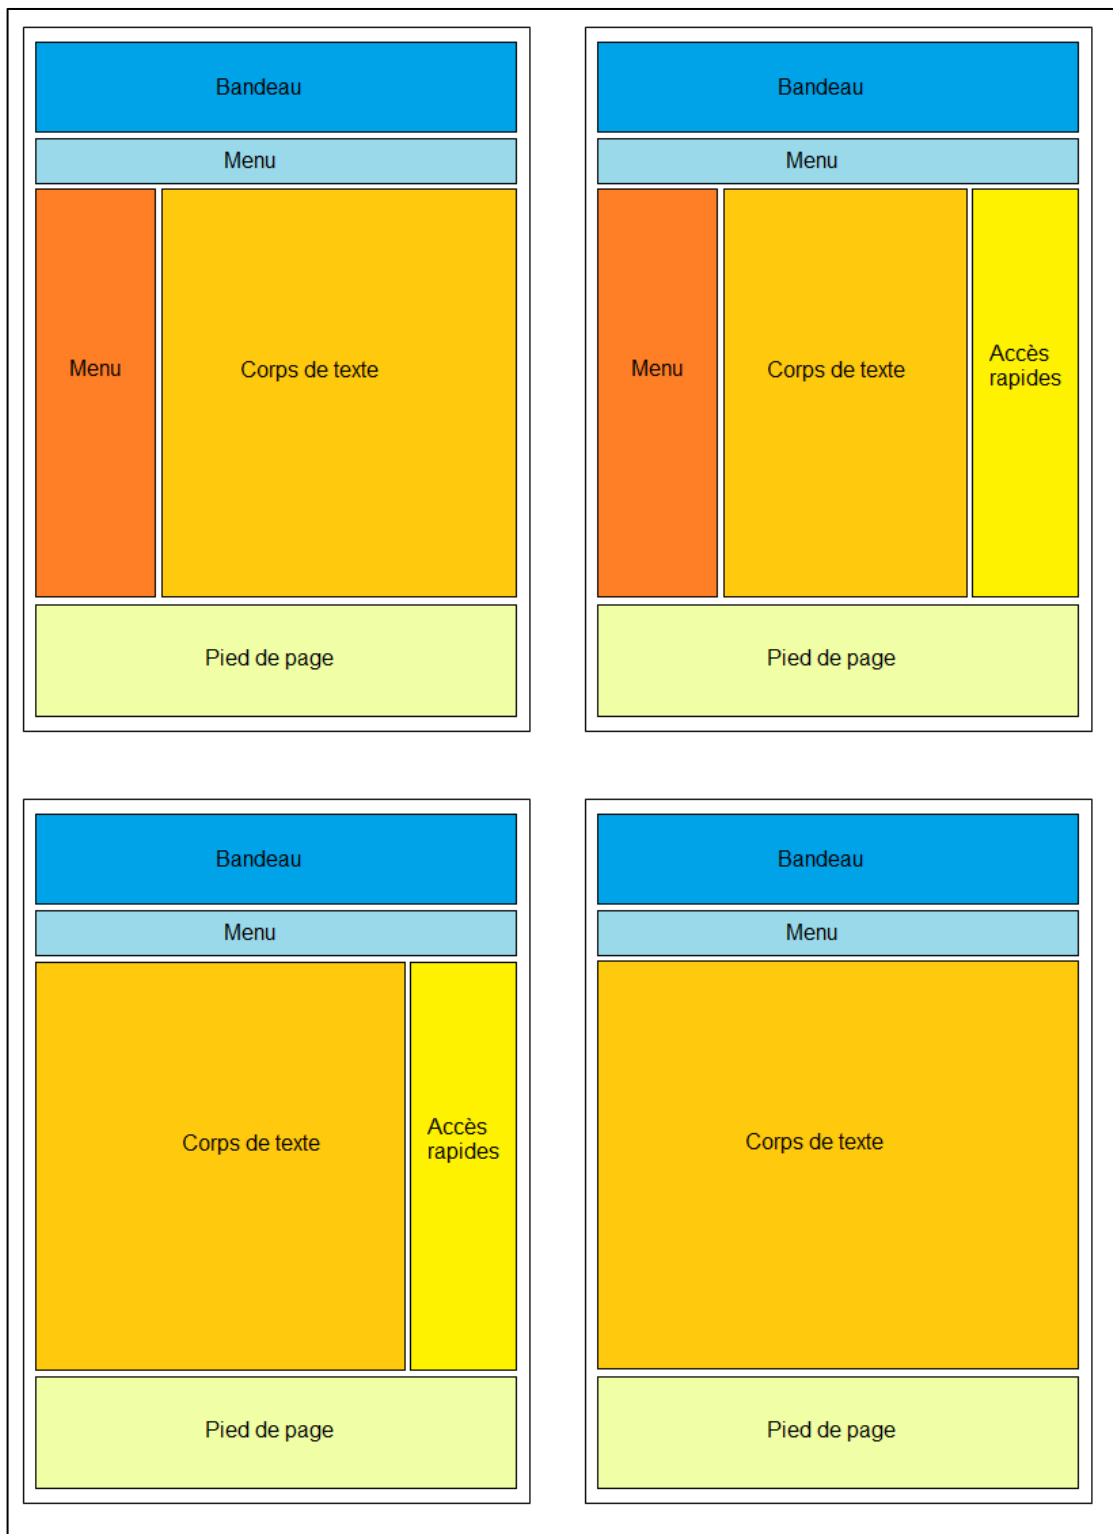 Bandeau
Menu
Menu
Corps de texte
Pied de page
Bandeau
Menu
Menu
Corps de texte
Accès
rapides
Pied de page
Bandeau
Menu
Corps de texte
Accès
rapides
Pied de page
Bandeau
Menu
Corps de texte
Pied de page